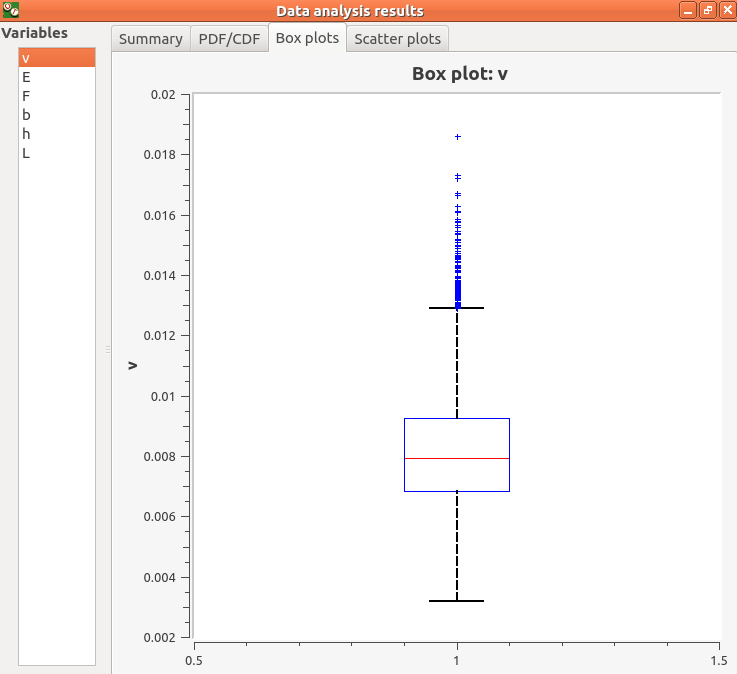 Data analysis results
Variables
v
E
F
b
h
L
Summary
PDF/CDF
Box plots
Scatter plots
Box plot: v
0.02
0.018
0.016
0.014
0.012
0.01
0.008
0.006
0.004
0.002
v
0.5
1
1.5